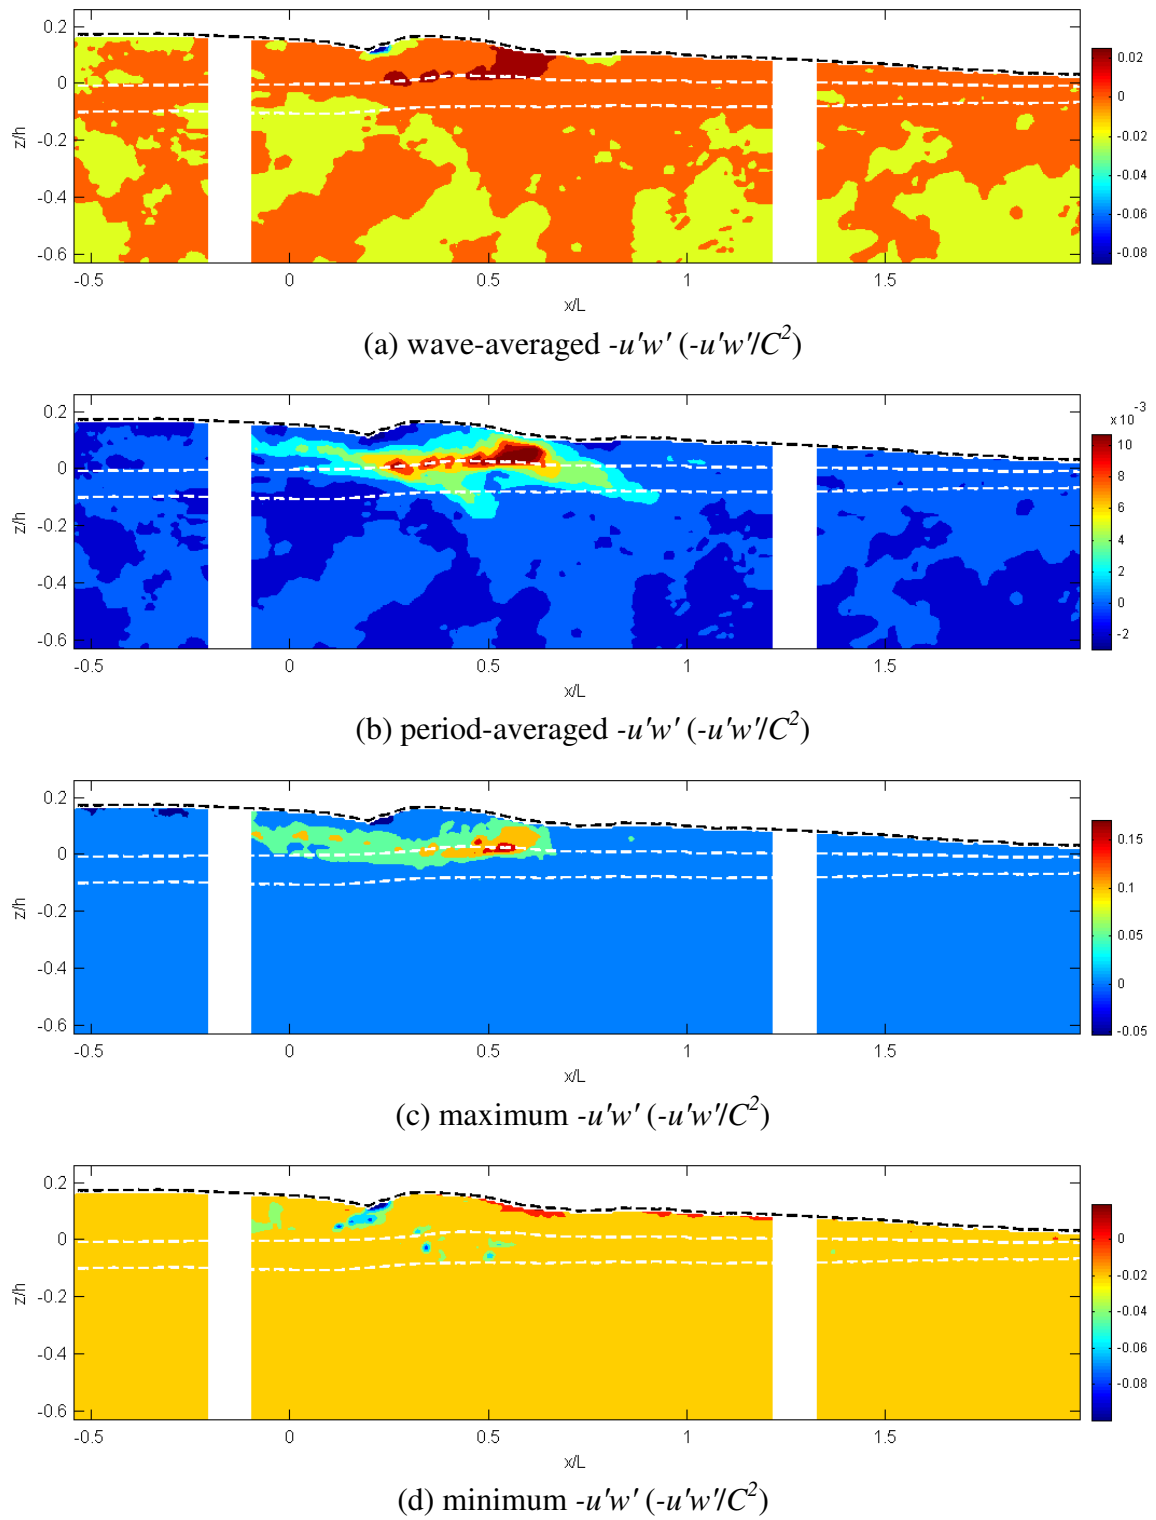 0.2
0
-0.2
-0.4
-0.6
z/h
-0.5 0 0.5 1 1.5
x/L
0.02
0
-0.02
-0.04
-0.06
-0.08
(a) wave-averaged -u'w' (-u'w'/C²)
0.2
0
-0.2
-0.4
-0.6
z/h
-0.5 0 0.5 1 1.5
x/L
x 10⁻³
10
8
6
4
2
0
-2
(b) period-averaged -u'w' (-u'w'/C²)
0.2
0
-0.2
-0.4
-0.6
z/h
-0.5 0 0.5 1 1.5
x/L
0.15
0.1
0.05
0
-0.05
(c) maximum -u'w' (-u'w'/C²)
0.2
0
-0.2
-0.4
-0.6
z/h
-0.5 0 0.5 1 1.5
x/L
0
-0.02
-0.04
-0.06
-0.08
(d) minimum -u'w' (-u'w'/C²)